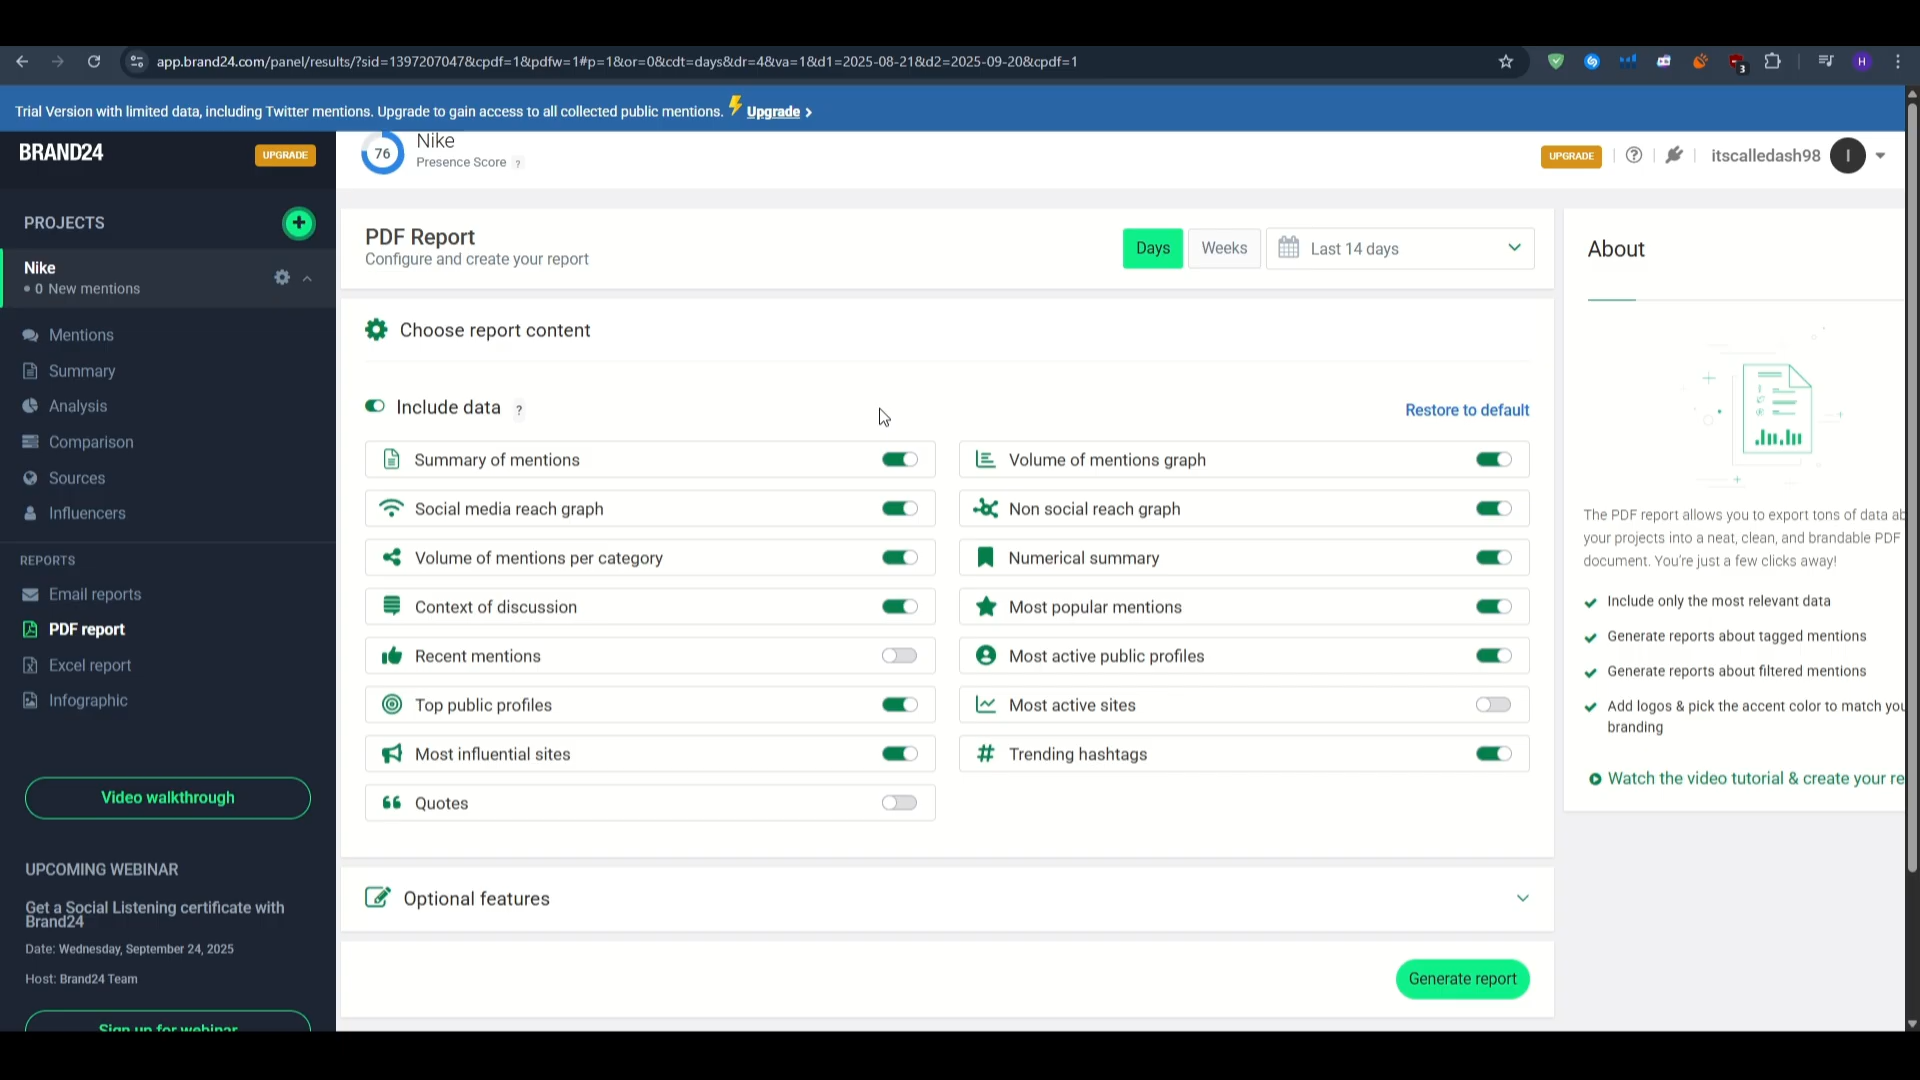 app.brand24.com/panel/results/?sid=1397207047&cpdf=1&pdfw=1#p=1&or=0&cdt=days&dr=4&va=1&d1=2025-08-21&d2=2025-09-20&cpdf=1
3
H
Trial Version with limited data, including Twitter mentions. Upgrade to gain access to all collected public mentions. Upgrade >
BRAND24
UPGRADE
76
Nike
Presence Score ?
UPGRADE
?
itscalledash98
I
PROJECTS
+
Nike
0 New mentions
Mentions
Summary
Analysis
Comparison
Sources
Influencers
REPORTS
Email reports
PDF report
Excel report
Infographic
Video walkthrough
UPCOMING WEBINAR
Get a Social Listening certificate with
Brand24
Date: Wednesday, September 24, 2025
Host: Brand24 Team
Sign up for webinar
PDF Report
Configure and create your report
Days
Weeks
Last 14 days
Choose report content
Include data ?
Restore to default
Summary of mentions
Volume of mentions graph
Social media reach graph
Non social reach graph
Volume of mentions per category
Numerical summary
Context of discussion
Most popular mentions
Recent mentions
Most active public profiles
Top public profiles
Most active sites
Most influential sites
# Trending hashtags
Quotes
Optional features
Generate report
About
The PDF report allows you to export tons of data ab
your projects into a neat, clean, and brandable PDF
document. You're just a few clicks away!
Include only the most relevant data
Generate reports about tagged mentions
Generate reports about filtered mentions
Add logos & pick the accent color to match you
branding
Watch the video tutorial & create your re